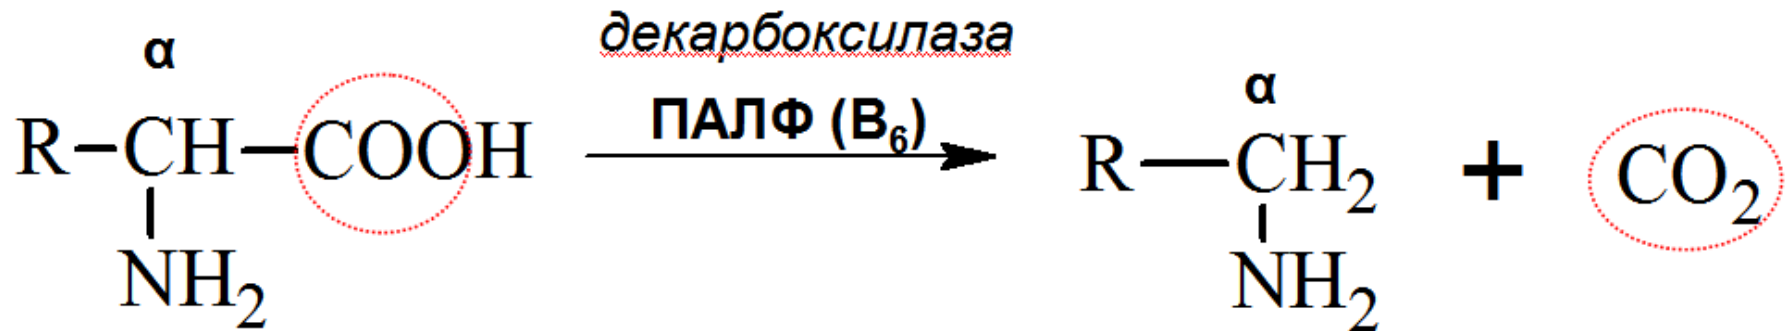 декарбоксилаза
α
ПАЛФ (B₆)
α
R–CH–COOH
R—CH₂ + CO₂
NH₂
NH₂